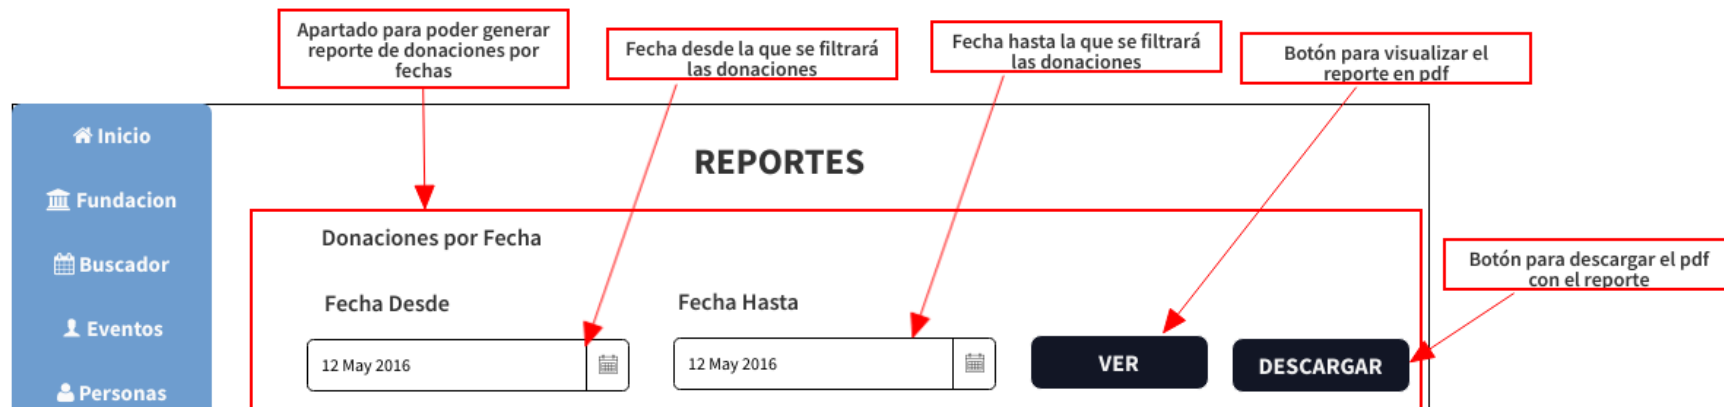 Apartado para poder generar
reporte de donaciones por
fechas
Fecha desde la que se filtrará
las donaciones
Fecha hasta la que se filtrará
las donaciones
Botón para visualizar el
reporte en pdf
Inicio
Fundacion
Buscador
Eventos
Personas
REPORTES
Donaciones por Fecha
Fecha Desde
Fecha Hasta
12 May 2016
12 May 2016
VER
DESCARGAR
Botón para descargar el pdf
con el reporte